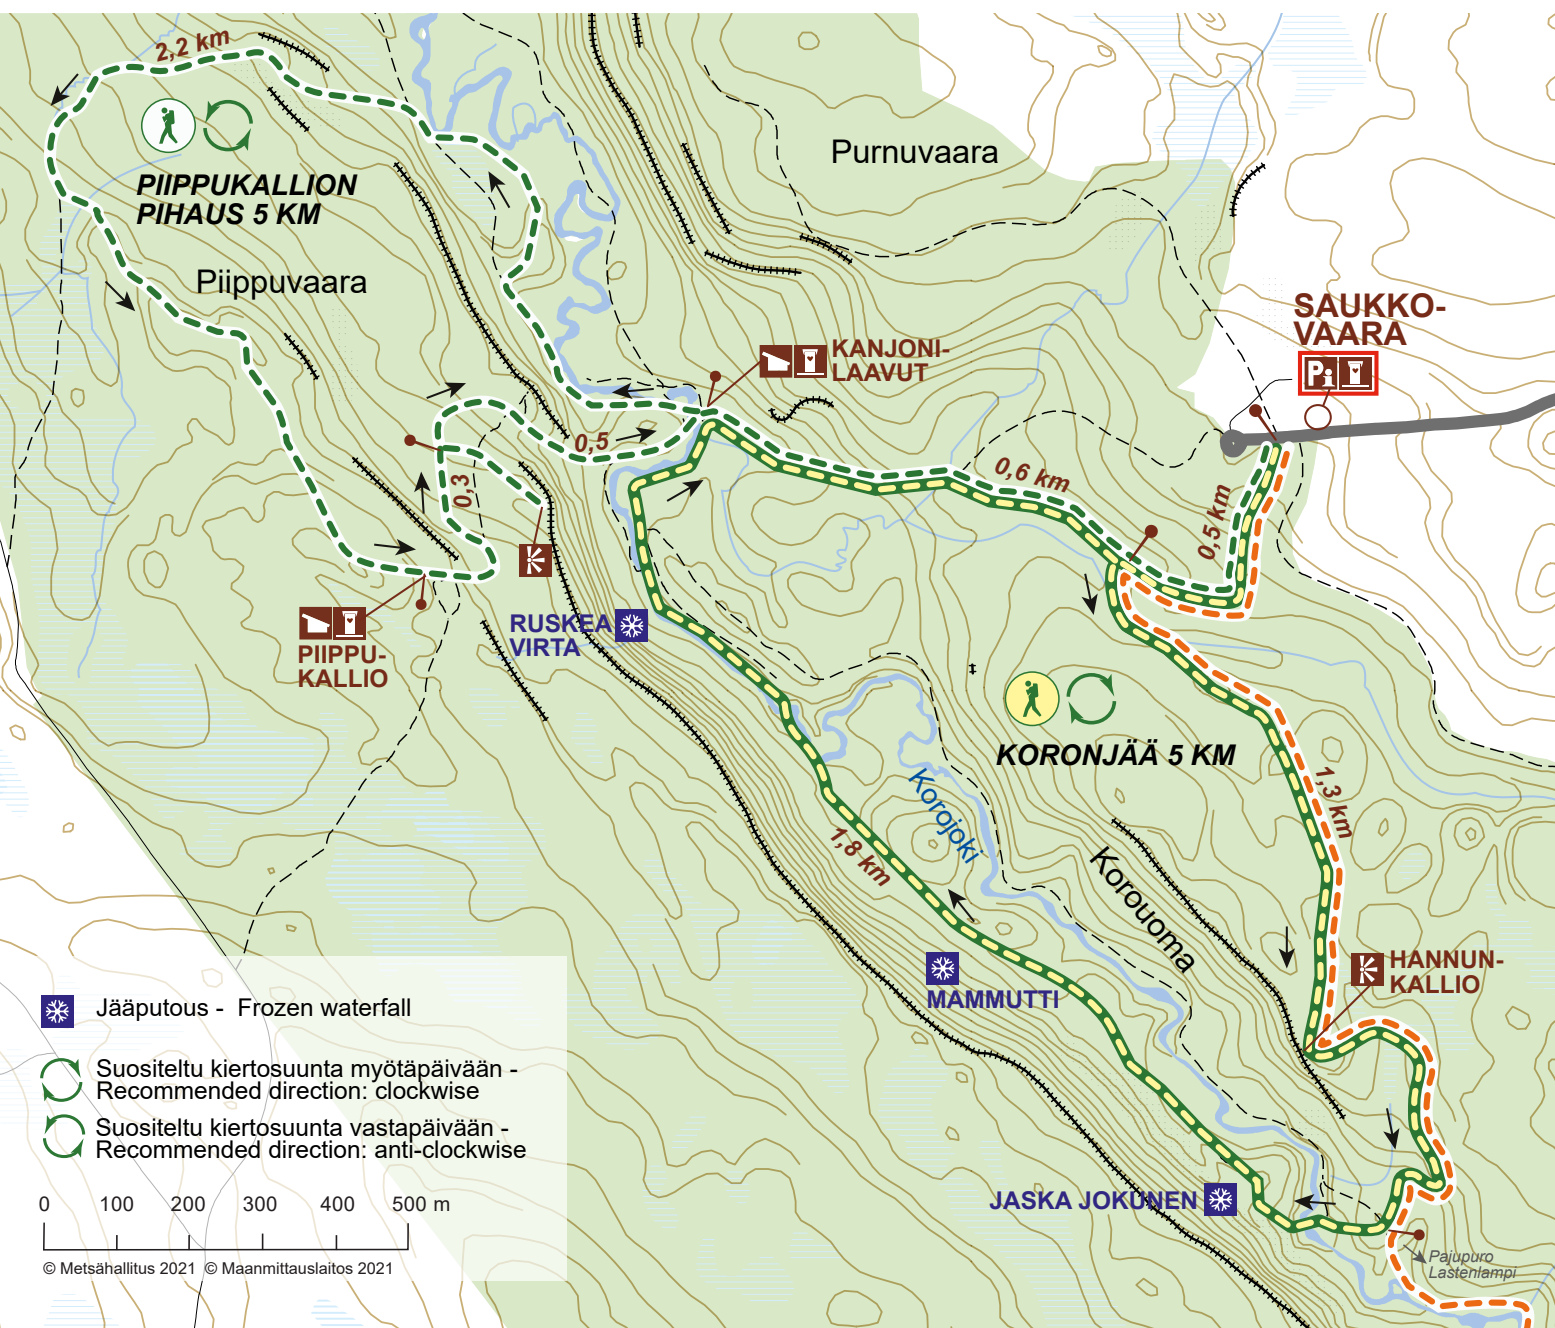 2,2 km
PIIPPUKALLION
PIHAUS 5 KM
Piippuvaara
Purnuvaara
SAUKKO-
VAARA
P
KANJONI-
LAAVUT
0,5
0,3
0,6 km
0,5 km
PIIPPU-
KALLIO
RUSKEA
VIRTA
KORONJÄÄ 5 KM
Korojoki
1,8 km
1,3 km
Korouoma
HANNUN-
KALLIO
MAMMUTTI
JASKA JOKUNEN
Pajupuro
Lastenlampi
Jääputous - Frozen waterfall
Suositeltu kiertosuunta myötäpäivään -
Recommended direction: clockwise
Suositeltu kiertosuunta vastapäivään -
Recommended direction: anti-clockwise
0 100 200 300 400 500 m
© Metsähallitus 2021 © Maanmittauslaitos 2021